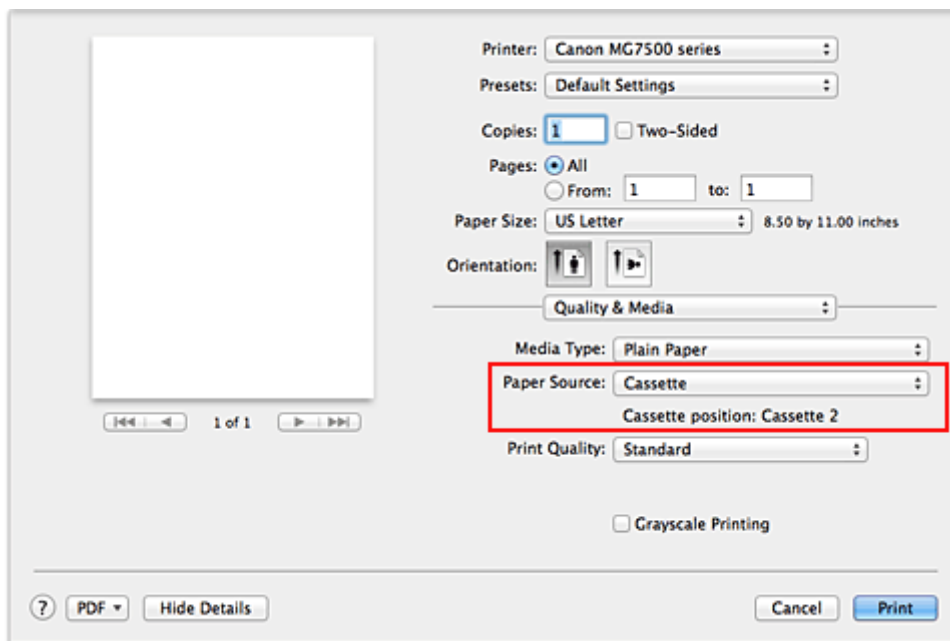 Printer: Canon MG7500 series
Presets: Default Settings
Copies: 1 Two-Sided
Pages: All
From: 1 to: 1
Paper Size: US Letter 8.50 by 11.00 inches
Orientation:
Quality & Media
Media Type: Plain Paper
Paper Source: Cassette
Cassette position: Cassette 2
1 of 1
Print Quality: Standard
Grayscale Printing
? PDF Hide Details Cancel Print